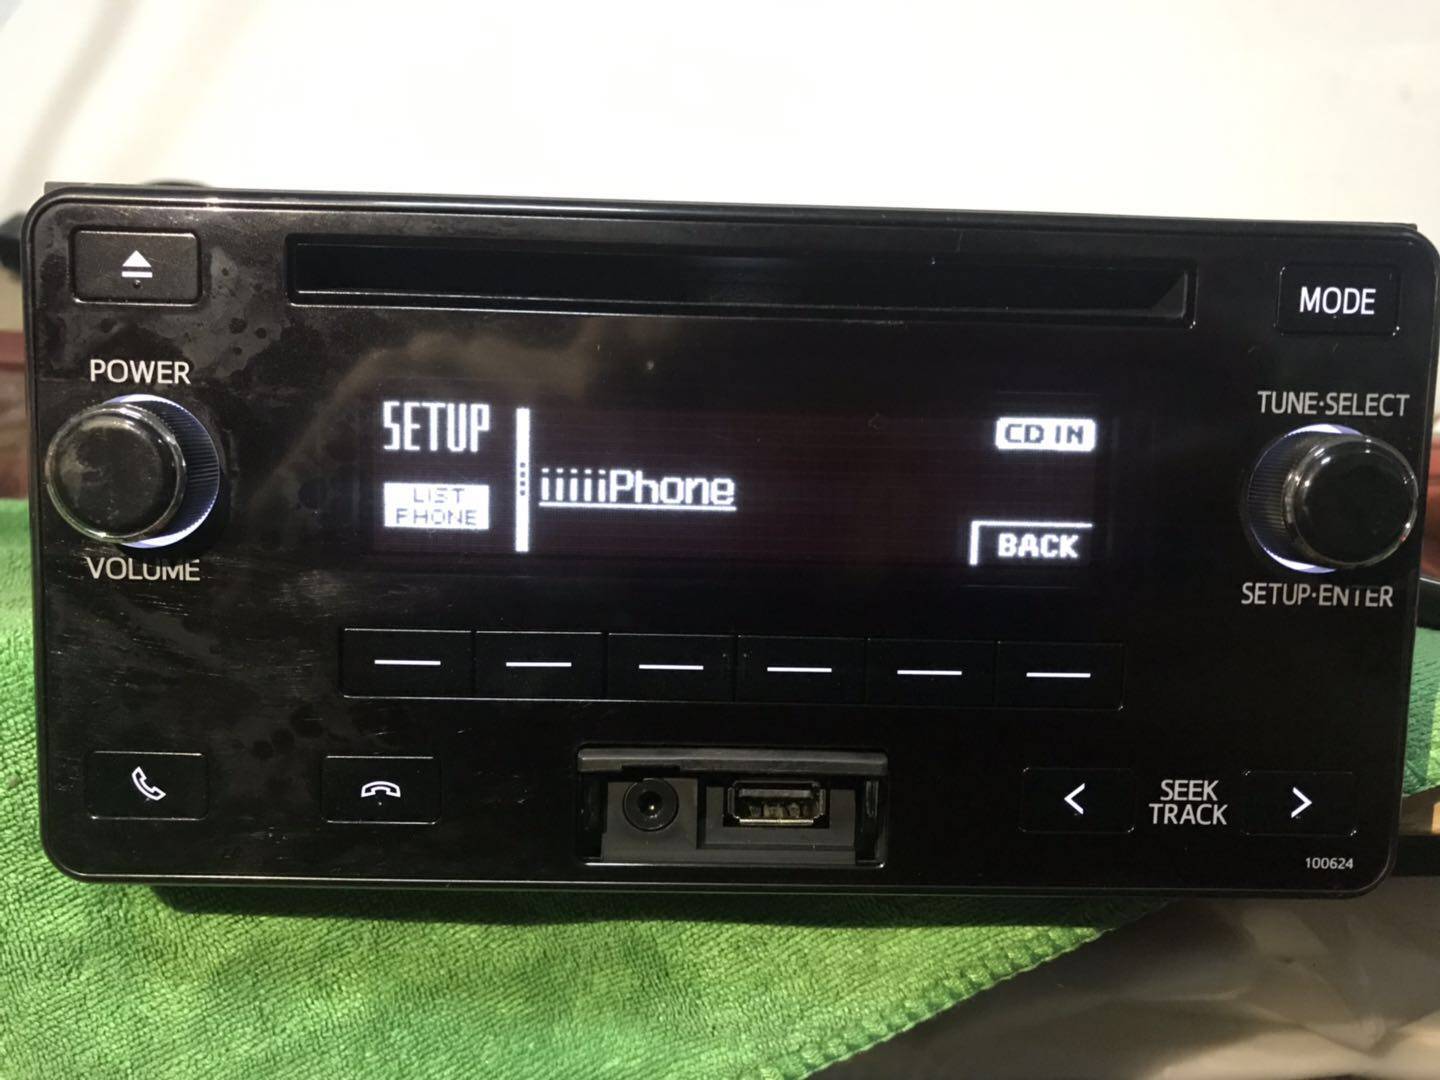 MODE
POWER
TUNE·SELECT
SETUP
CD IN
iiiiiPhone
LIST
PHONE
BACK
VOLUME
SETUP·ENTER
SEEK
TRACK
100624